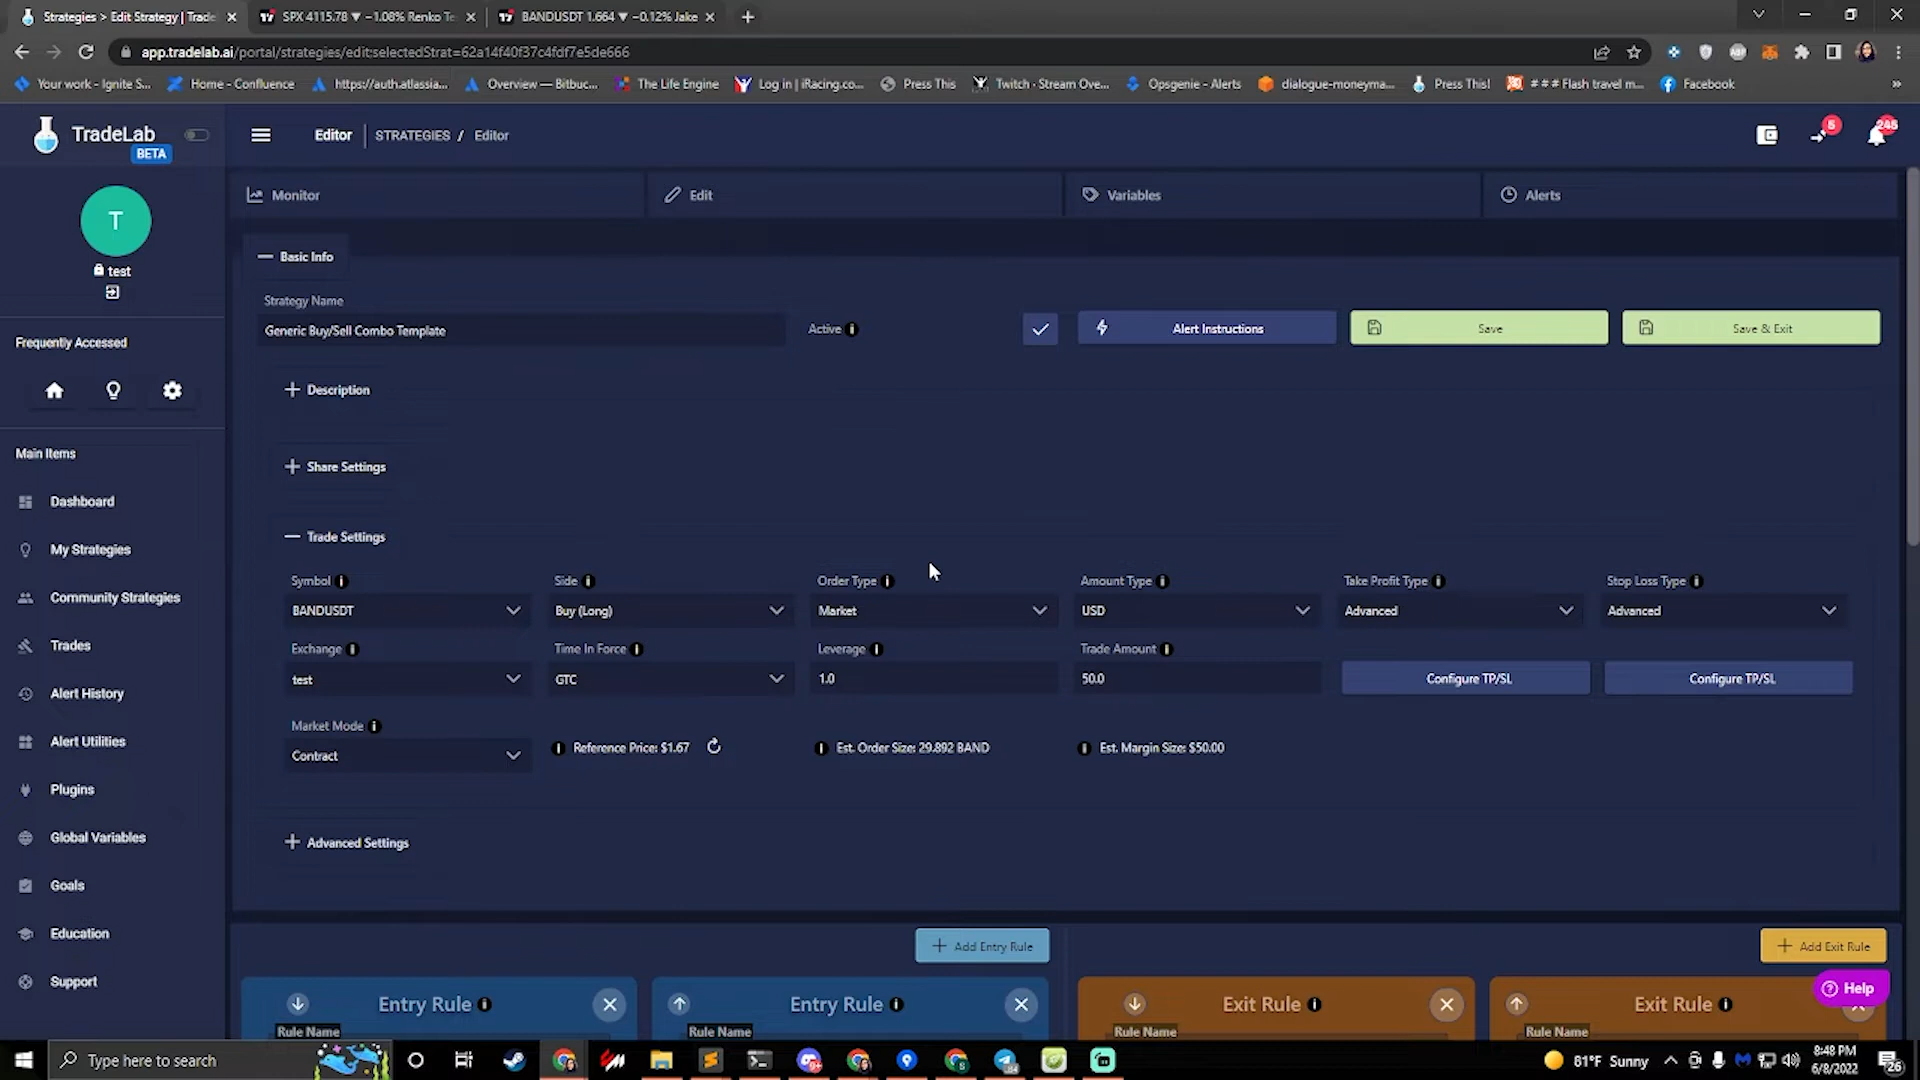 Strategies > Edit Strategy | Trade
SPX 4115.78 ▼ −1.08% Renko Te
BANDUSDT 1.664 ▼ −0.12% Jake
app.tradelab.ai/portal/strategies/edit;selectedStrat=62a14f40f37c4fdf7e5de666
Your work - Ignite S...
Home - Confluence
https://auth.atlassia...
Overview — Bitbuc...
The Life Engine
Log in | iRacing.co...
Press This
Twitch - Stream Ove...
Opsgenie - Alerts
dialogue-moneyma...
Press This!
# # # Flash travel m...
Facebook
»
TradeLab
BETA
Editor
STRATEGIES / Editor
5
245
T
test
Frequently Accessed
Main Items
Dashboard
My Strategies
Community Strategies
Trades
Alert History
Alert Utilities
Plugins
Global Variables
Goals
Education
Support
Monitor
Edit
Variables
Alerts
Basic Info
Strategy Name
Generic Buy/Sell Combo Template
Active
Alert Instructions
Save
Save & Exit
Description
Share Settings
Trade Settings
Symbol
Side
Order Type
Amount Type
Take Profit Type
Stop Loss Type
BANDUSDT
Buy (Long)
Market
USD
Advanced
Advanced
Exchange
Time In Force
Leverage
Trade Amount
test
GTC
1.0
50.0
Configure TP/SL
Configure TP/SL
Market Mode
Contract
Reference Price: $1.67
Est. Order Size: 29.892 BAND
Est. Margin Size: $50.00
Advanced Settings
Add Entry Rule
Add Exit Rule
Entry Rule
Entry Rule
Exit Rule
Exit Rule
Rule Name
Rule Name
Rule Name
Rule Name
Help
Type here to search
81°F Sunny
8:48 PM
6/8/2022
26